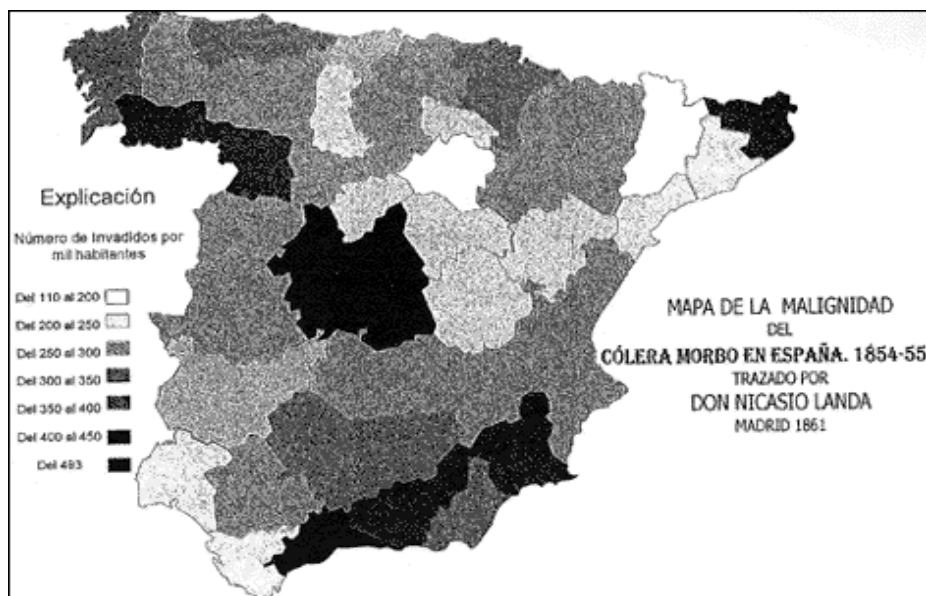 Explicación
Número de Invadidos por
mil habitantes
Del 110 al 200
Del 200 al 250
Del 250 al 300
Del 300 al 350
Del 350 al 400
Del 400 al 450
Del 483
MAPA DE LA MALIGNIDAD
DEL
CÓLERA MORBO EN ESPAÑA. 1854-55
TRAZADO POR
DON NICASIO LANDA
MADRID 1861